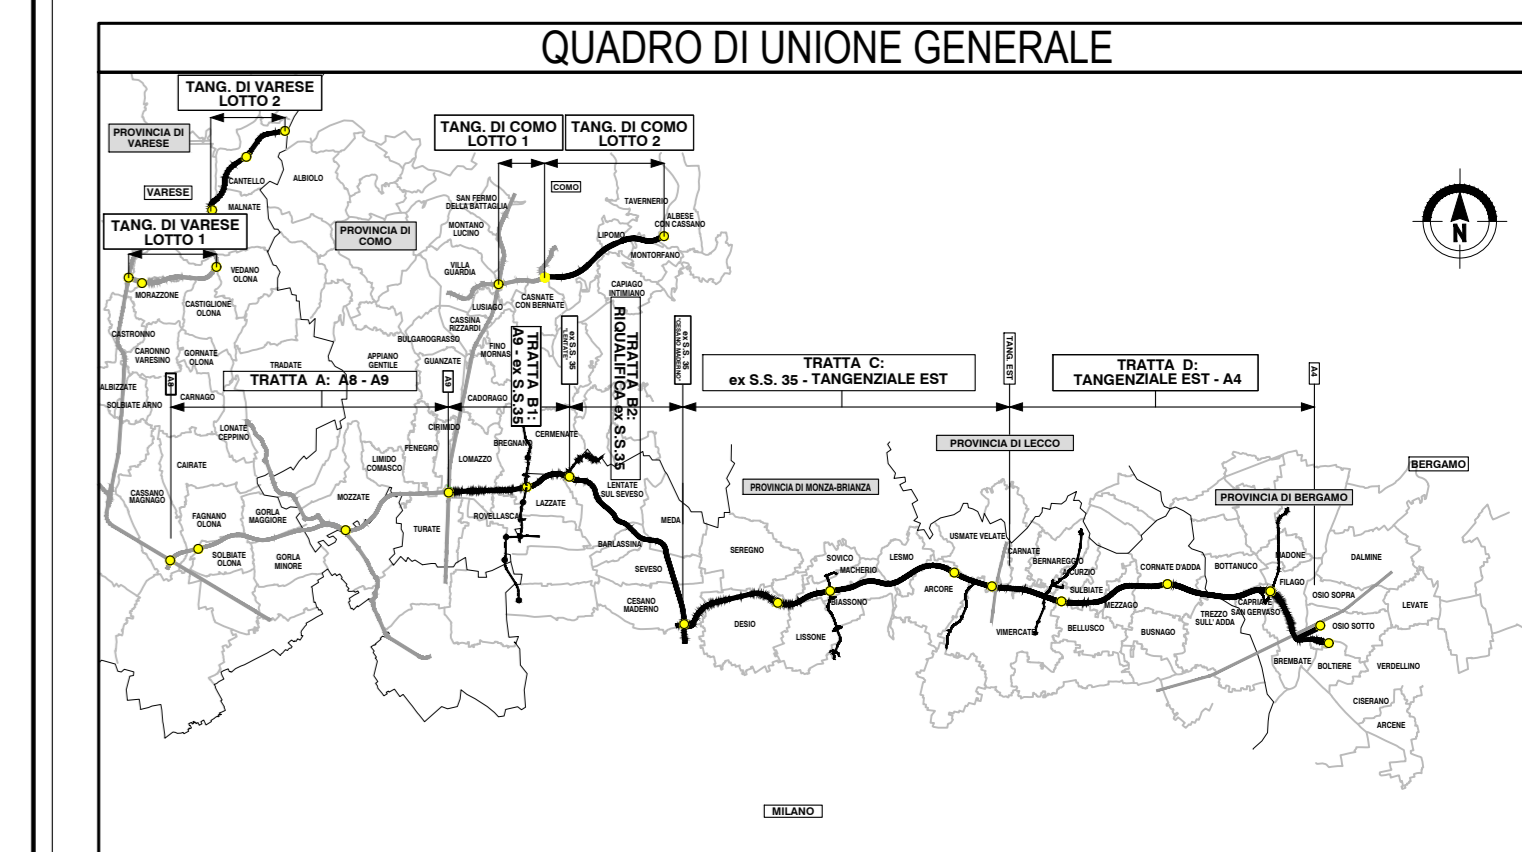 QUADRO DI UNIONE GENERALE
TANG. DI VARESE
LOTTO 2
PROVINCIA DI
VARESE
CANTELLO
ALBIOLO
VARESE
MALNATE
TANG. DI VARESE
LOTTO 1
VEDANO
OLONA
MORAZZONE
CASTIGLIONE
OLONA
PROVINCIA DI
COMO
TANG. DI COMO
LOTTO 1
TANG. DI COMO
LOTTO 2
COMO
SAN FERMO
DELLA BATTAGLIA
MONTANO
LUCINO
VILLA
GUARDIA
TAVERNERIO
ALBESE
CON CASSANO
LIPOMO
MONTORFANO
CAPIAGO
INTIMIANO
LUSIAGO
CASNATE
CON BERNATE
CASSINA
RIZZARDI
BULGAROGRASSO
FINO
MORNAS
GUANZATE
APPIANO
GENTILE
CASTRONNO
CARONNO
VARESINO
GORNATE
OLONA
TRADATE
ALBIZZATE
SOLBIATE ARNO
CARNAGO
A8
TRATTA A: A8 - A9
A9
CADORAGO
TRATTA B1:
A9 - ex S.S.35
ex S.S. 35
"LENTATE"
TRATTA B2:
RIQUALIFICA ex S.S.35
ex S.S. 35
"CESANO MADERNO"
TRATTA C:
ex S.S. 35 - TANGENZIALE EST
TANG. EST
TRATTA D:
TANGENZIALE EST - A4
A4
N
LONATE
CEPPINO
CIRIMIDO
FENEGRO
BREGNANO
CERMENATE
CAIRATE
LIMIDO
COMASCO
LOMAZZO
PROVINCIA DI LECCO
BERGAMO
CASSANO
MAGNAGO
MOZZATE
LENTATE
SUL SEVESO
PROVINCIA DI MONZA-BRIANZA
PROVINCIA DI BERGAMO
FAGNANO
OLONA
GORLA
MAGGIORE
TURATE
ROVELLASCA
LAZZATE
MEDA
SOLBIATE
OLONA
GORLA
MINORE
BARLASSINA
SEVESO
SEREGNO
SOVICO
MACHERIO
LESMO
USMATE VELATE
CARNATE
BERNAREGGIO
SULBIATE
CORNATE D'ADDA
BOTTANUCO
MADONE
FILAGO
DALMINE
OSIO SOPRA
CESANO
MADERNO
DESIO
BIASSONO
LISSONE
ARCORE
VIMERCATE
MEZZAGO
BELLUSCO
BUSNAGO
TREZZO
SULL' ADDA
CAPRIATE
SAN GERVASO
OSIO SOTTO
LEVATE
BREMBATE
BOLTIERE
VERDELLINO
CISERANO
ARCENE
MILANO